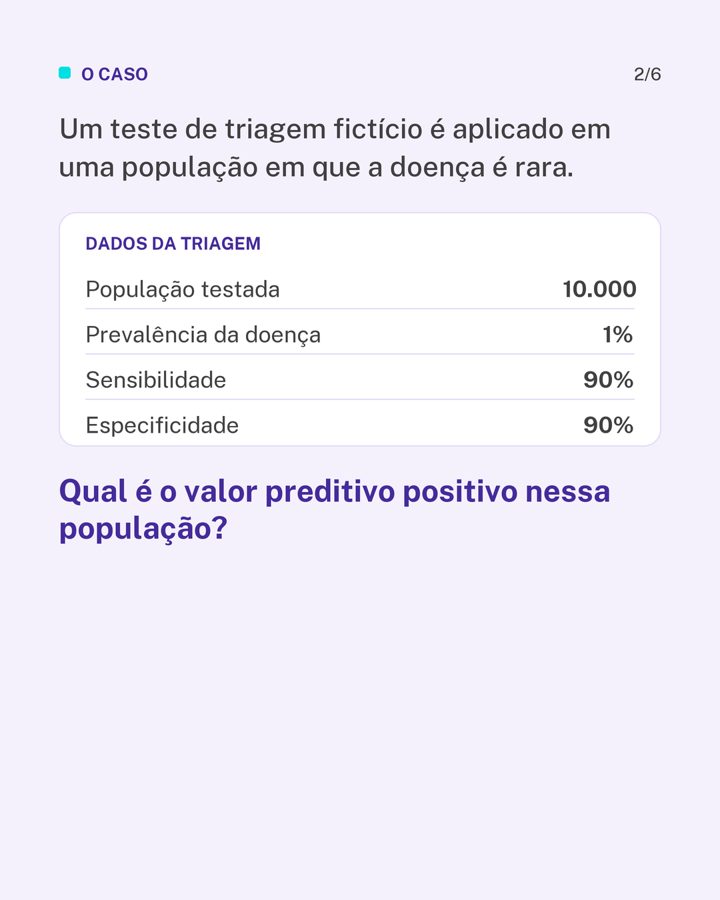 O CASO
2/6
Um teste de triagem fictício é aplicado em
uma população em que a doença é rara.
DADOS DA TRIAGEM
População testada 10.000
Prevalência da doença 1%
Sensibilidade 90%
Especificidade 90%
Qual é o valor preditivo positivo nessa
população?